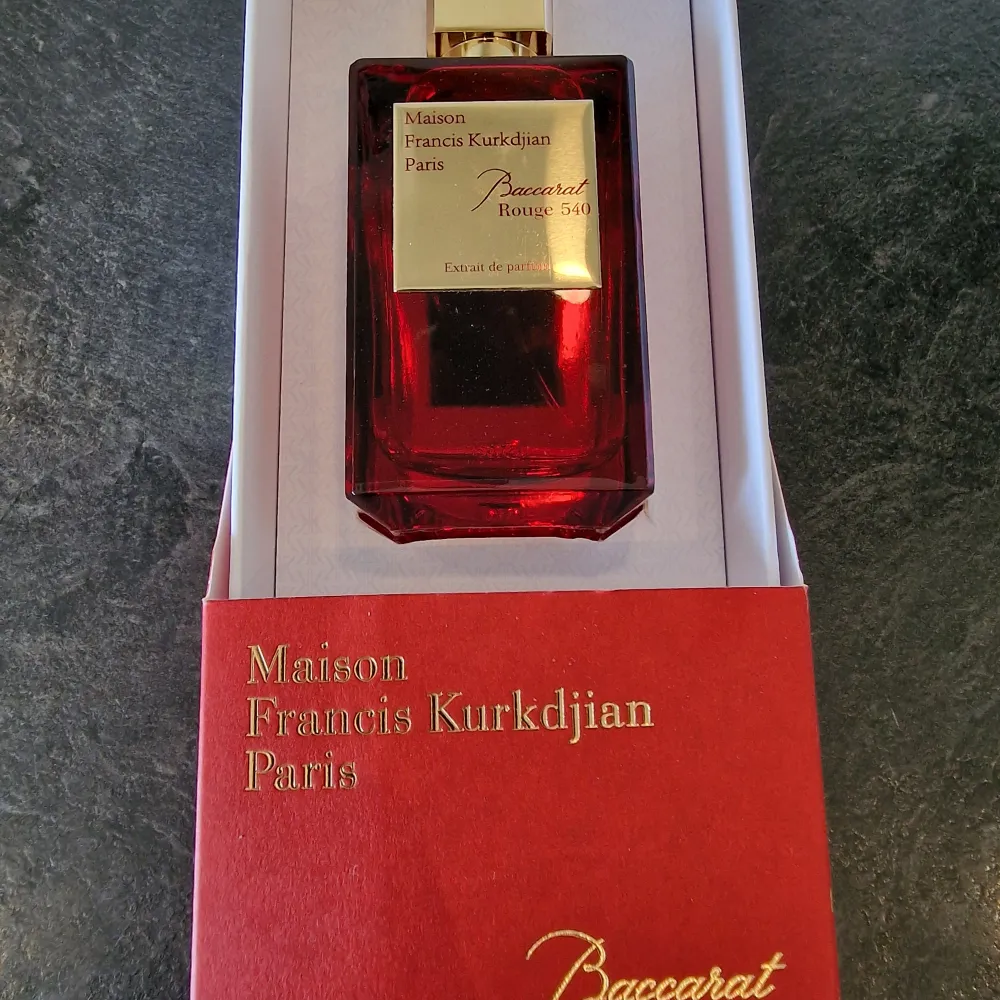 Maison
Francis Kurkdjian
Paris
Baccarat
Rouge 540
Extrait de parfum
Maison
Francis Kurkdjian
Paris
Baccarat